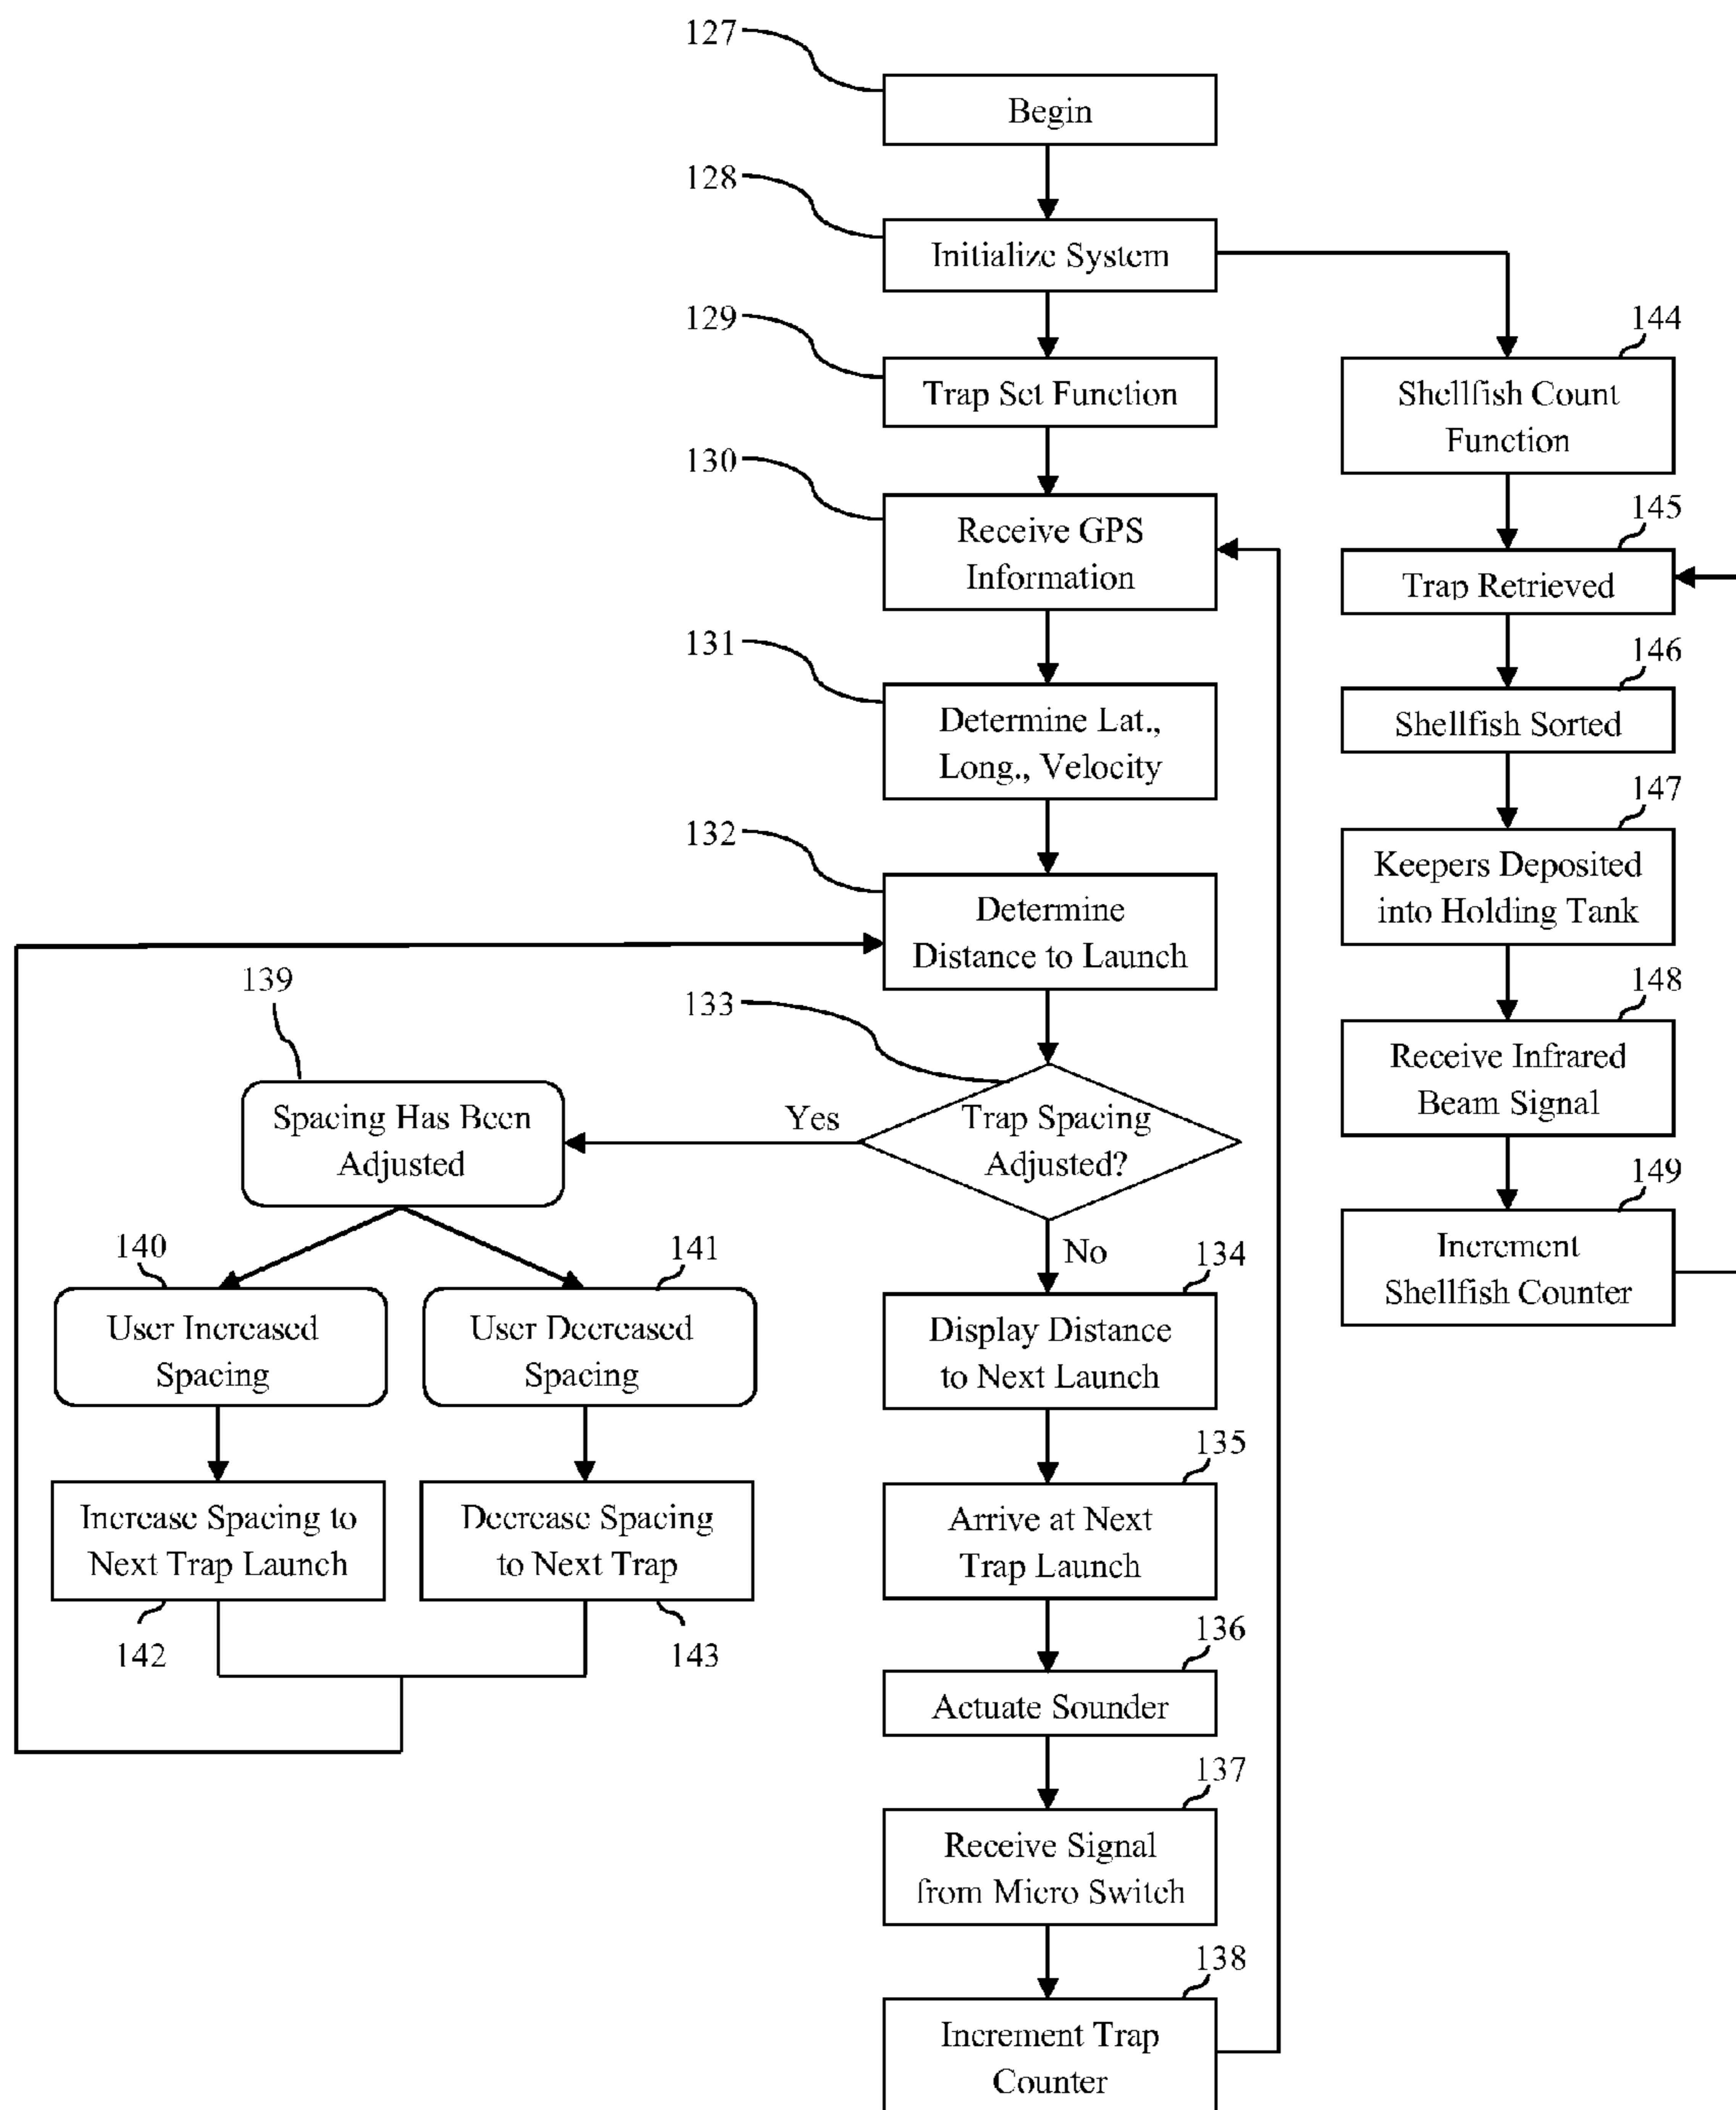 127
Begin
128
Initialize System
129
Trap Set Function
130
Receive GPS
Information
131
Determine Lat.,
Long., Velocity
132
Determine
Distance to Launch
133
Trap Spacing
Adjusted?
Yes
No
139
Spacing Has Been
Adjusted
140
User Increased
Spacing
141
User Decreased
Spacing
Increase Spacing to
Next Trap Launch
142
Decrease Spacing
to Next Trap
143
134
Display Distance
to Next Launch
135
Arrive at Next
Trap Launch
136
Actuate Sounder
137
Receive Signal
from Micro Switch
138
Increment Trap
Counter
144
Shellfish Count
Function
145
Trap Retrieved
146
Shellfish Sorted
147
Keepers Deposited
into Holding Tank
148
Receive Infrared
Beam Signal
149
Increment
Shellfish Counter